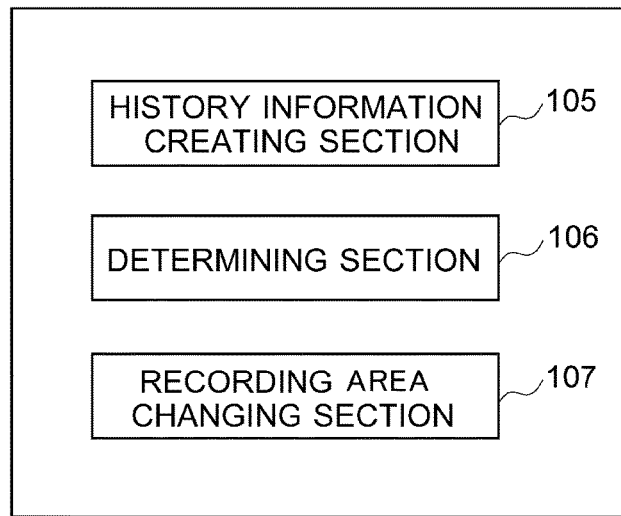 HISTORY INFORMATION
CREATING SECTION
105
DETERMINING SECTION
106
RECORDING AREA
CHANGING SECTION
107